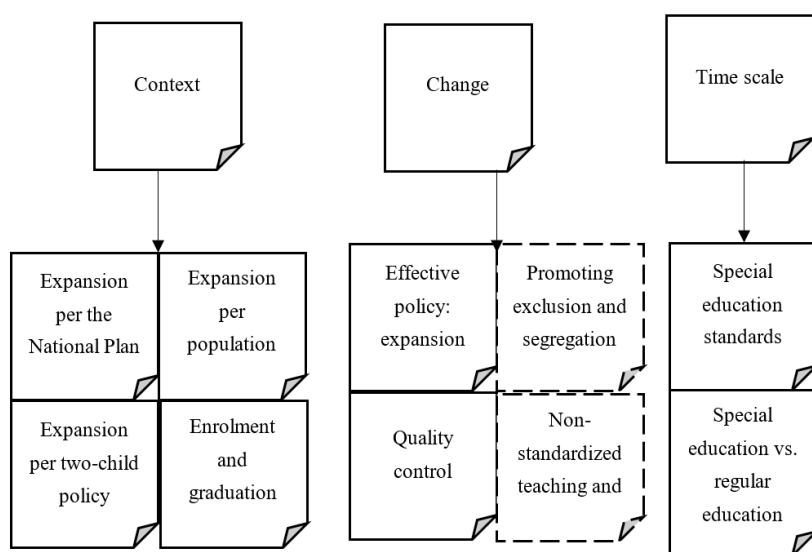 Context
Change
Time scale
Expansion
per the
National Plan
Expansion
per
population
Expansion
per two-child
policy
Enrolment
and
graduation
Effective
policy:
expansion
Promoting
exclusion and
segregation
Quality
control
Non-
standardized
teaching and
Special
education
standards
Special
education vs.
regular
education